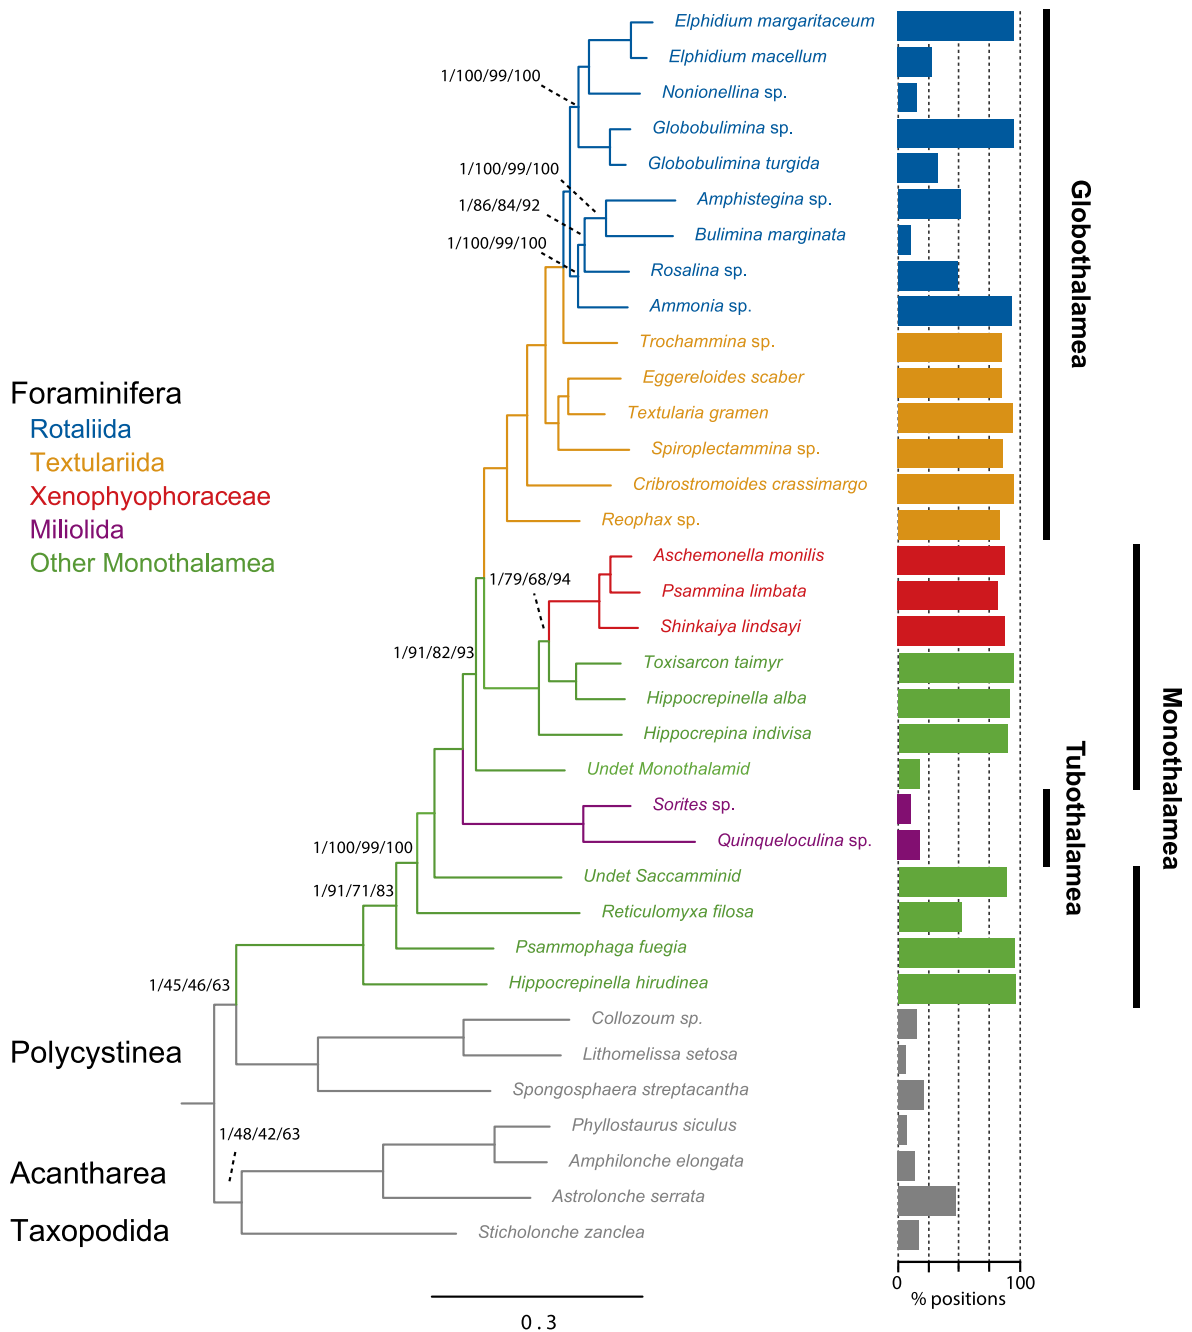 Elphidium margaritaceum
Elphidium macellum
1/100/99/100
Nonionellina sp.
Globobulimina sp.
Globobulimina turgida
1/100/99/100
Amphistegina sp.
1/86/84/92
Bulimina marginata
1/100/99/100
Rosalina sp.
Ammonia sp.
Trochammina sp.
Eggereloides scaber
Textularia gramen
Spiroplectammina sp.
Cribrostromoides crassimargo
Reophax sp.
Globothalamea
Foraminifera
Rotaliida
Textulariida
Xenophyophoraceae
Miliolida
Other Monothalamea
Aschemonella monilis
1/79/68/94
Psammina limbata
Shinkaiya lindsayi
1/91/82/93
Toxisarcon taimyr
Hippocrepinella alba
Hippocrepina indivisa
Undet Monothalamid
Sorites sp.
Quinqueloculina sp.
Tubothalamea
Monothalamea
1/100/99/100
Undet Saccamminid
1/91/71/83
Reticulomyxa filosa
Psammophaga fuegia
Hippocrepinella hirudinea
1/45/46/63
Collozoum sp.
Polycystinea
Lithomelissa setosa
Spongosphaera streptacantha
1/48/42/63
Phyllostaurus siculus
Acantharea
Amphilonche elongata
Astrolonche serrata
Taxopodida
Sticholonche zanclea
0 100
% positions
0.3